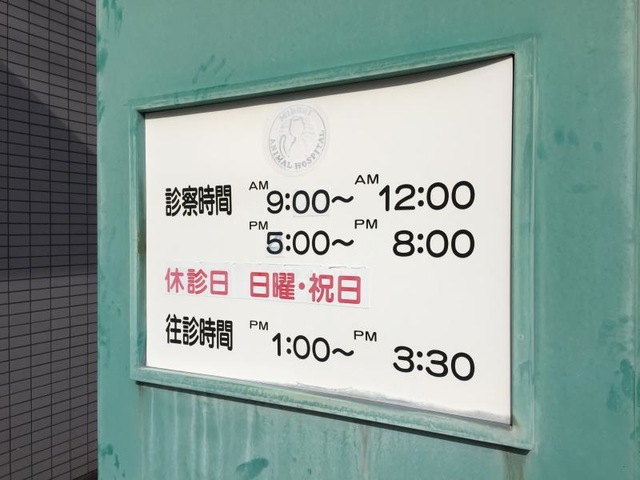 MIDORI
ANIMAL HOSPITAL
診察時間 AM 9:00〜AM 12:00
PM 5:00〜PM 8:00
休診日 日曜・祝日
往診時間 PM 1:00〜PM 3:30